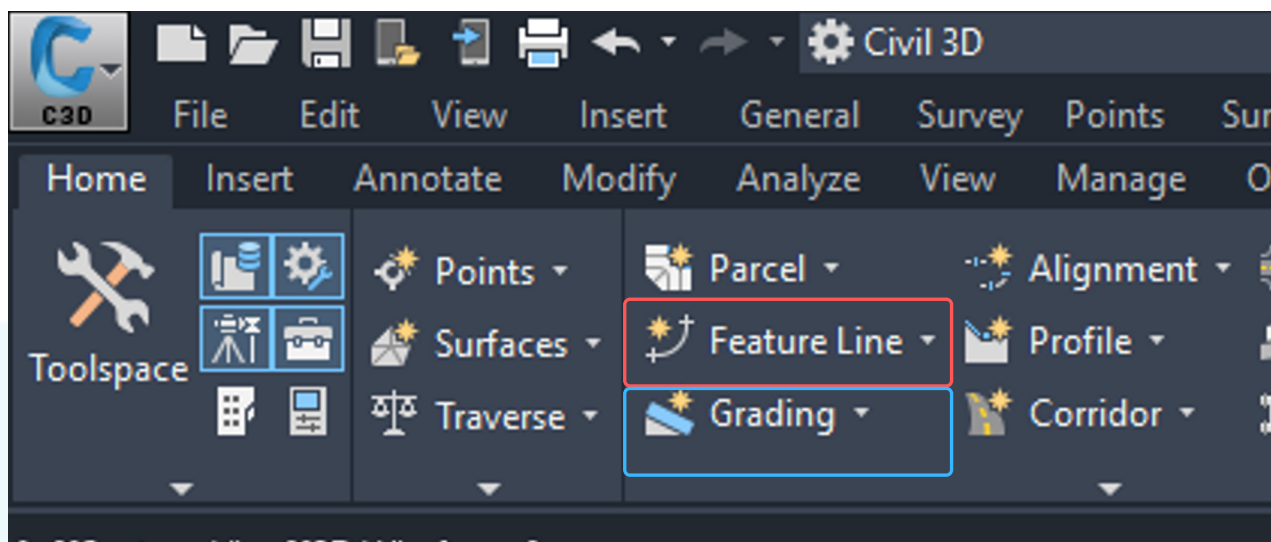 Civil 3D
C3D File Edit View Insert General Survey Points Sur
Home Insert Annotate Modify Analyze View Manage O
Points Parcel Alignment
Surfaces Feature Line Profile
Toolspace
Traverse Grading Corridor